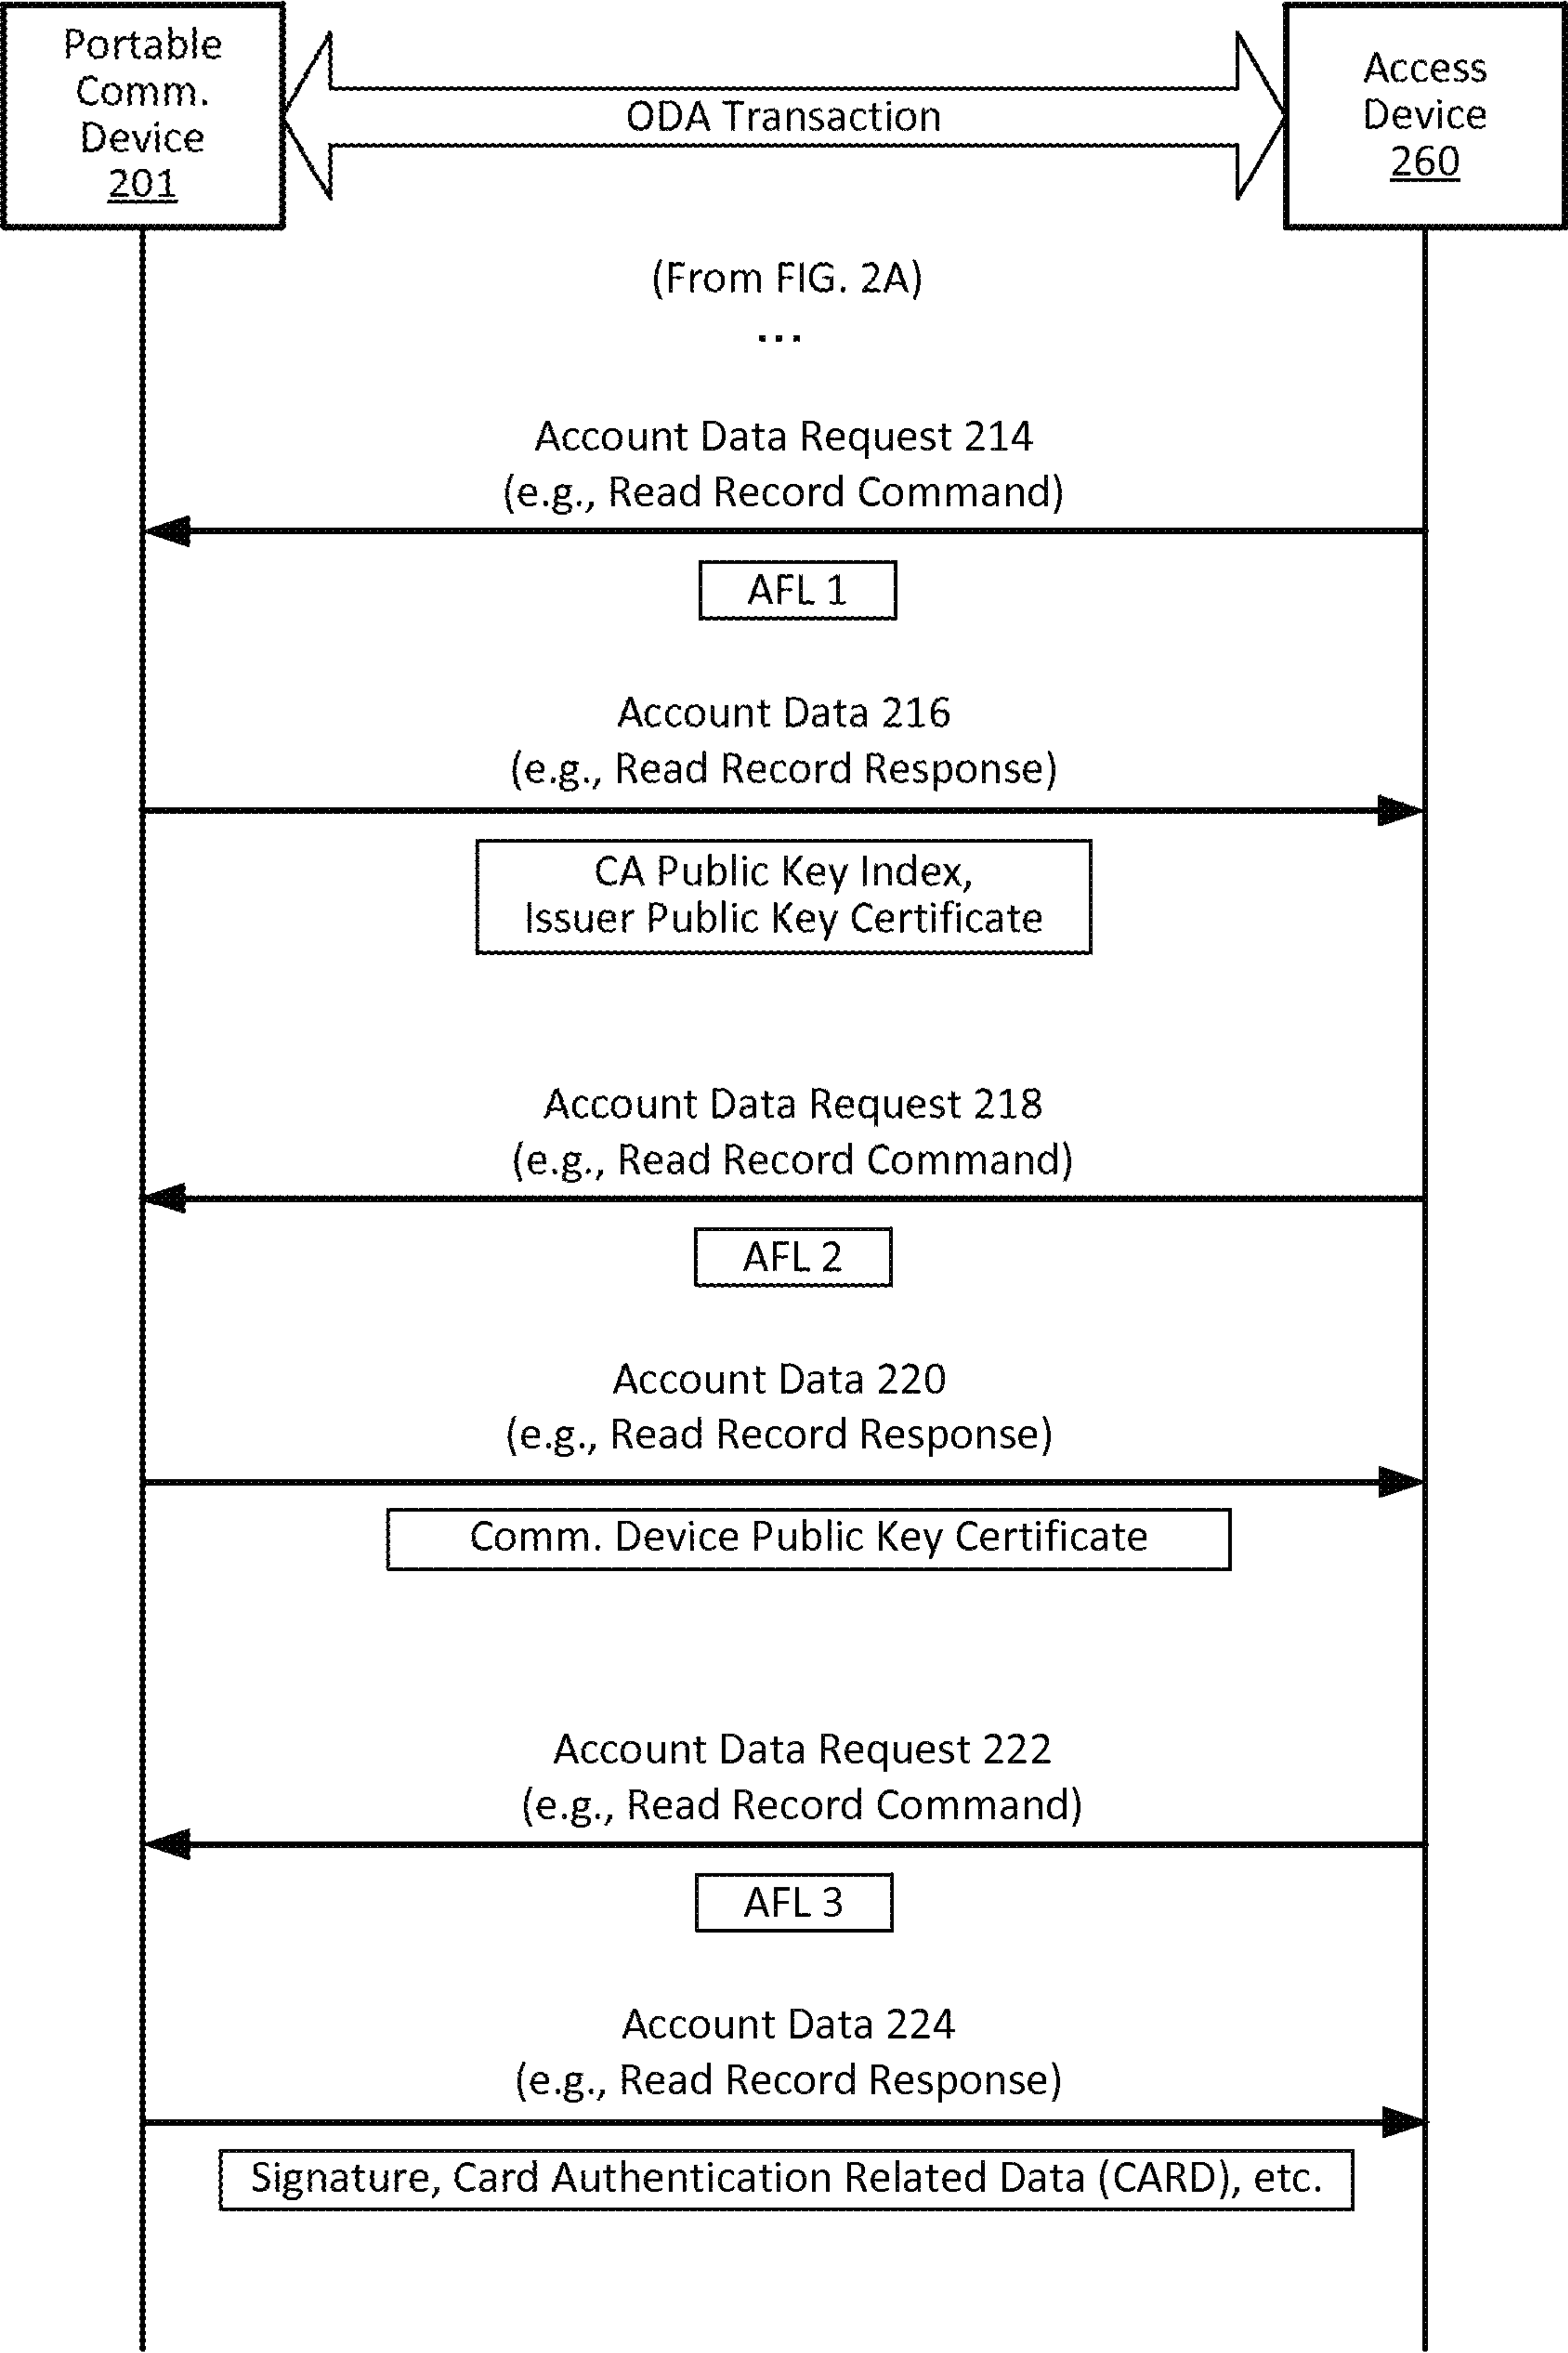 Portable
Comm.
Device
201
ODA Transaction
Access
Device
260
(From FIG. 2A)
...
Account Data Request 214
(e.g., Read Record Command)
AFL 1
Account Data 216
(e.g., Read Record Response)
CA Public Key Index,
Issuer Public Key Certificate
Account Data Request 218
(e.g., Read Record Command)
AFL 2
Account Data 220
(e.g., Read Record Response)
Comm. Device Public Key Certificate
Account Data Request 222
(e.g., Read Record Command)
AFL 3
Account Data 224
(e.g., Read Record Response)
Signature, Card Authentication Related Data (CARD), etc.